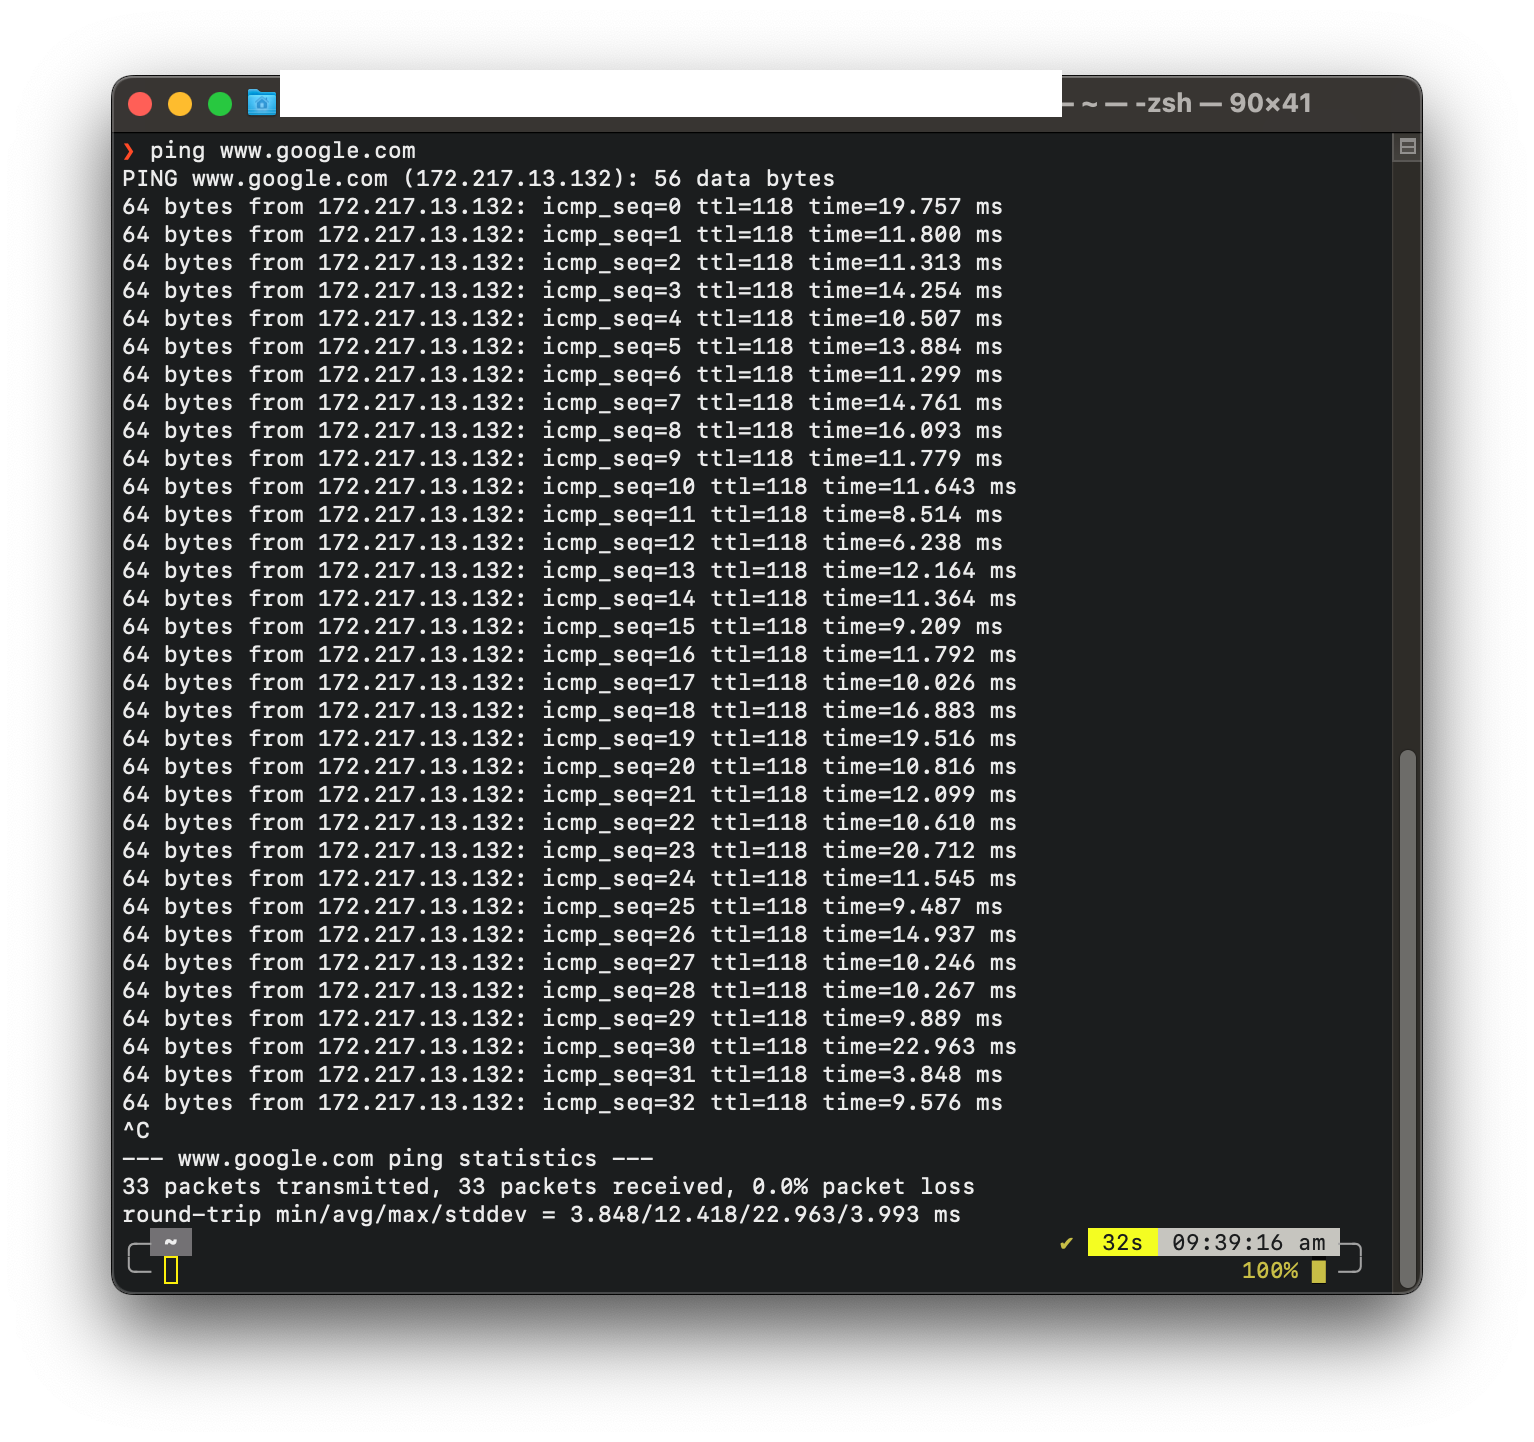 — ~ — -zsh — 90×41
❯ ping www.google.com
PING www.google.com (172.217.13.132): 56 data bytes
64 bytes from 172.217.13.132: icmp_seq=0 ttl=118 time=19.757 ms
64 bytes from 172.217.13.132: icmp_seq=1 ttl=118 time=11.800 ms
64 bytes from 172.217.13.132: icmp_seq=2 ttl=118 time=11.313 ms
64 bytes from 172.217.13.132: icmp_seq=3 ttl=118 time=14.254 ms
64 bytes from 172.217.13.132: icmp_seq=4 ttl=118 time=10.507 ms
64 bytes from 172.217.13.132: icmp_seq=5 ttl=118 time=13.884 ms
64 bytes from 172.217.13.132: icmp_seq=6 ttl=118 time=11.299 ms
64 bytes from 172.217.13.132: icmp_seq=7 ttl=118 time=14.761 ms
64 bytes from 172.217.13.132: icmp_seq=8 ttl=118 time=16.093 ms
64 bytes from 172.217.13.132: icmp_seq=9 ttl=118 time=11.779 ms
64 bytes from 172.217.13.132: icmp_seq=10 ttl=118 time=11.643 ms
64 bytes from 172.217.13.132: icmp_seq=11 ttl=118 time=8.514 ms
64 bytes from 172.217.13.132: icmp_seq=12 ttl=118 time=6.238 ms
64 bytes from 172.217.13.132: icmp_seq=13 ttl=118 time=12.164 ms
64 bytes from 172.217.13.132: icmp_seq=14 ttl=118 time=11.364 ms
64 bytes from 172.217.13.132: icmp_seq=15 ttl=118 time=9.209 ms
64 bytes from 172.217.13.132: icmp_seq=16 ttl=118 time=11.792 ms
64 bytes from 172.217.13.132: icmp_seq=17 ttl=118 time=10.026 ms
64 bytes from 172.217.13.132: icmp_seq=18 ttl=118 time=16.883 ms
64 bytes from 172.217.13.132: icmp_seq=19 ttl=118 time=19.516 ms
64 bytes from 172.217.13.132: icmp_seq=20 ttl=118 time=10.816 ms
64 bytes from 172.217.13.132: icmp_seq=21 ttl=118 time=12.099 ms
64 bytes from 172.217.13.132: icmp_seq=22 ttl=118 time=10.610 ms
64 bytes from 172.217.13.132: icmp_seq=23 ttl=118 time=20.712 ms
64 bytes from 172.217.13.132: icmp_seq=24 ttl=118 time=11.545 ms
64 bytes from 172.217.13.132: icmp_seq=25 ttl=118 time=9.487 ms
64 bytes from 172.217.13.132: icmp_seq=26 ttl=118 time=14.937 ms
64 bytes from 172.217.13.132: icmp_seq=27 ttl=118 time=10.246 ms
64 bytes from 172.217.13.132: icmp_seq=28 ttl=118 time=10.267 ms
64 bytes from 172.217.13.132: icmp_seq=29 ttl=118 time=9.889 ms
64 bytes from 172.217.13.132: icmp_seq=30 ttl=118 time=22.963 ms
64 bytes from 172.217.13.132: icmp_seq=31 ttl=118 time=3.848 ms
64 bytes from 172.217.13.132: icmp_seq=32 ttl=118 time=9.576 ms
^C
--- www.google.com ping statistics ---
33 packets transmitted, 33 packets received, 0.0% packet loss
round-trip min/avg/max/stddev = 3.848/12.418/22.963/3.993 ms
~ ✔ 32s 09:39:16 am
100%